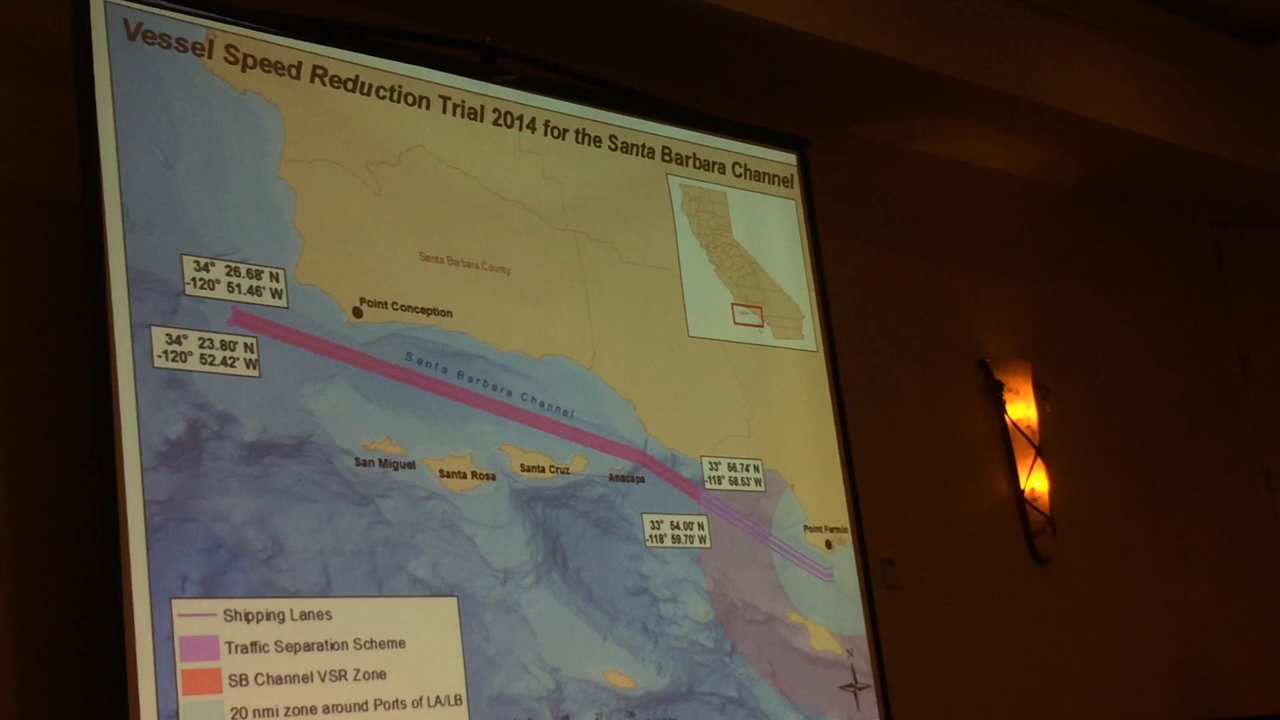 Vessel Speed Reduction Trial 2014 for the Santa Barbara Channel
Santa Barbara County
34° 26.68' N
-120° 51.46' W
Point Conception
34° 23.80' N
-120° 52.42' W
Santa Barbara Channel
San Miguel
Santa Rosa
Santa Cruz
Anacapa
33° 56.74' N
-118° 58.53' W
33° 54.00' N
-118° 59.70' W
Point Fermin
N
Shipping Lanes
Traffic Separation Scheme
SB Channel VSR Zone
20 nmi zone around Ports of LA/LB